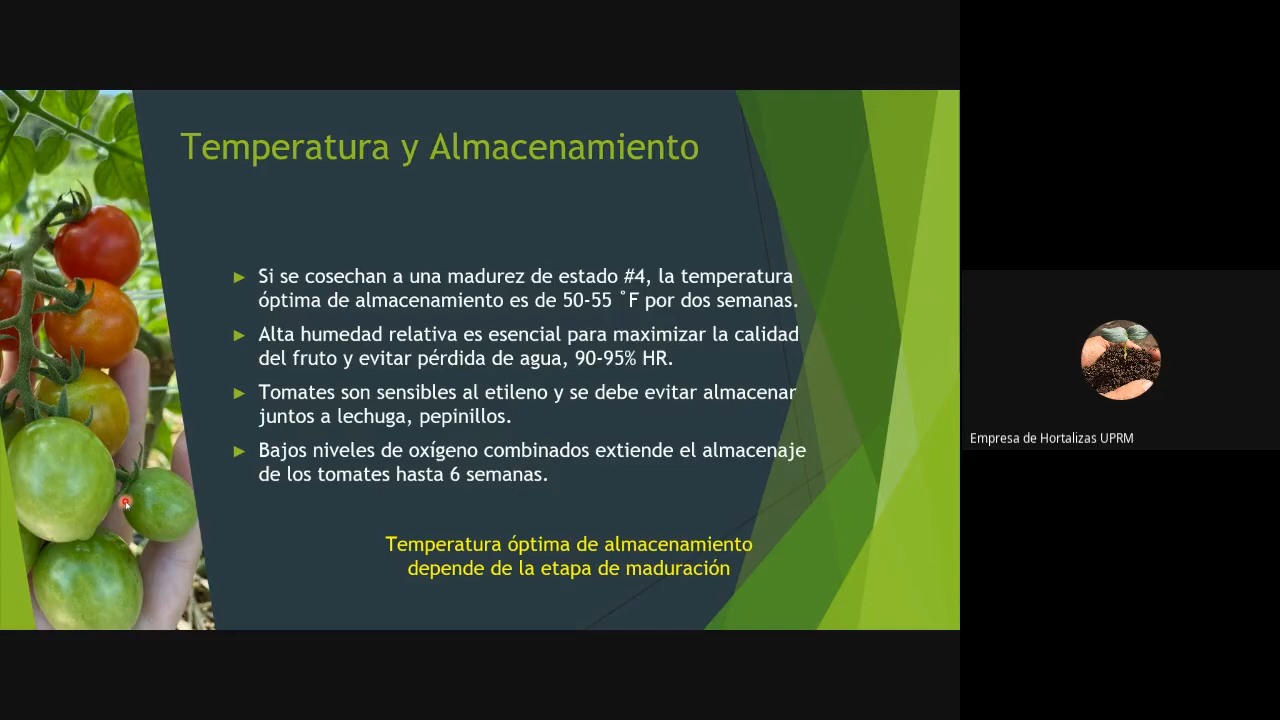 Temperatura y Almacenamiento
Si se cosechan a una madurez de estado #4, la temperatura
óptima de almacenamiento es de 50-55 ˚F por dos semanas.
Alta humedad relativa es esencial para maximizar la calidad
del fruto y evitar pérdida de agua, 90-95% HR.
Tomates son sensibles al etileno y se debe evitar almacenar
juntos a lechuga, pepinillos.
Bajos niveles de oxígeno combinados extiende el almacenaje
de los tomates hasta 6 semanas.
Temperatura óptima de almacenamiento
depende de la etapa de maduración
Empresa de Hortalizas UPRM